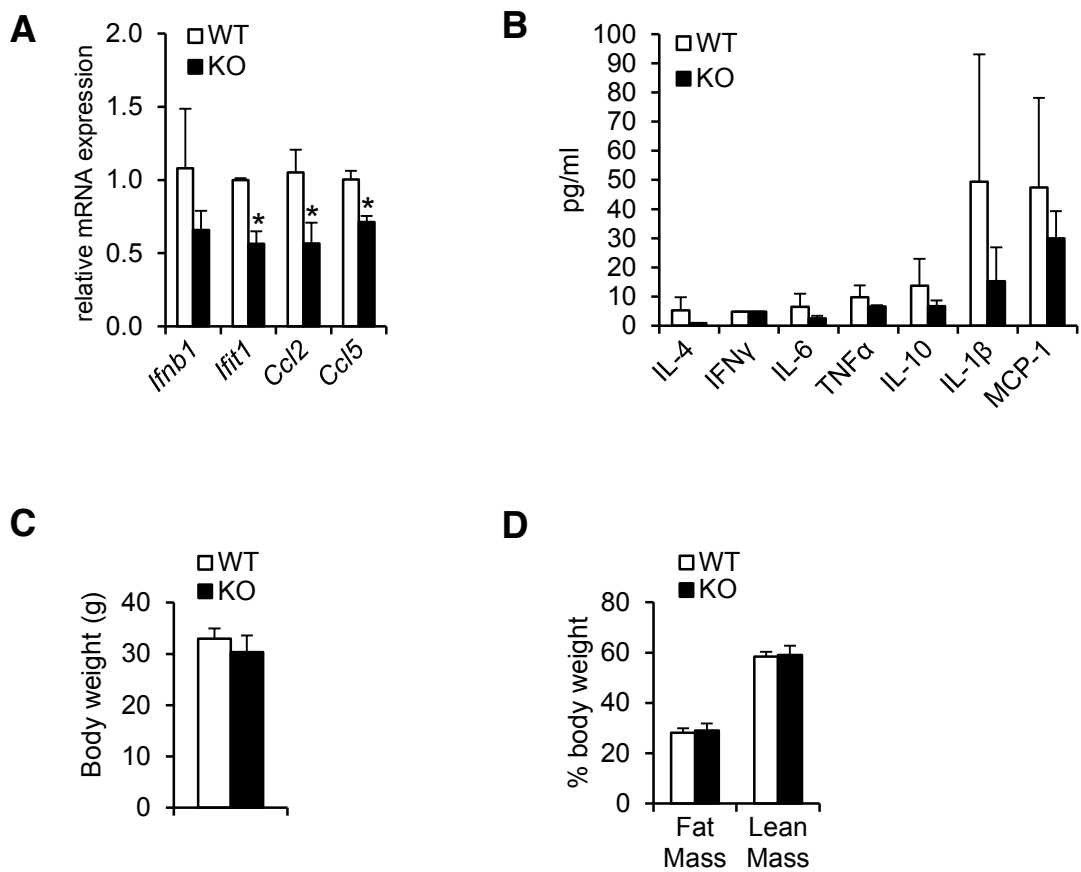 A
WT
KO
relative mRNA expression
2.0
1.5
1.0
0.5
0.0
* * *
Ifnb1 Ifit1 Ccl2 Ccl5
B
WT
KO
pg/ml
100
90
80
70
60
50
40
30
20
10
0
IL-4 IFNγ IL-6 TNFα IL-10 IL-1β MCP-1
C
WT
KO
Body weight (g)
40
30
20
10
0
D
WT
KO
% body weight
80
60
40
20
0
Fat Lean
Mass Mass